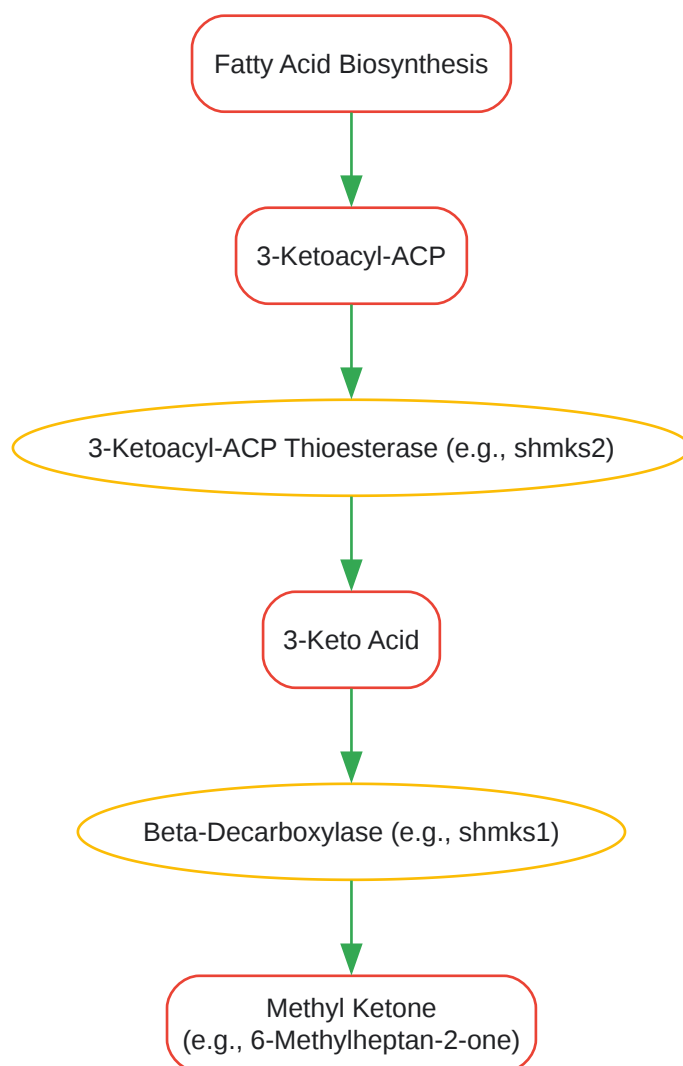 Fatty Acid Biosynthesis
3-Ketoacyl-ACP
3-Ketoacyl-ACP Thioesterase (e.g., shmks2)
3-Keto Acid
Beta-Decarboxylase (e.g., shmks1)
Methyl Ketone
(e.g., 6-Methylheptan-2-one)